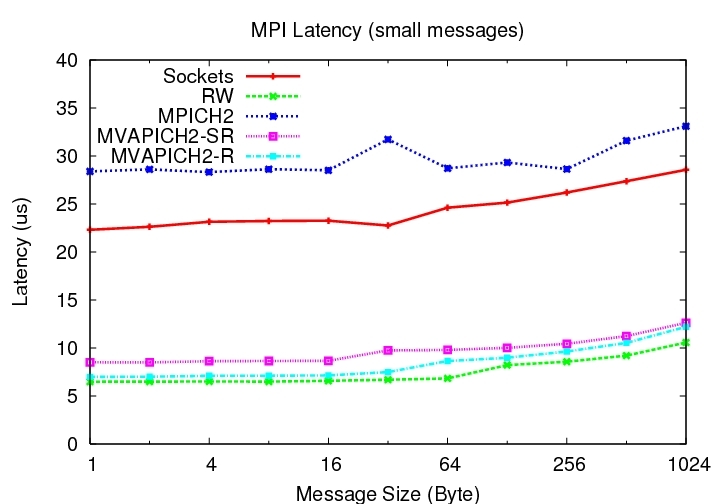 MPI Latency (small messages)
40
35
30
25
20
15
10
5
0
Latency (us)
Sockets
RW
MPICH2
MVAPICH2-SR
MVAPICH2-R
1 4 16 64 256 1024
Message Size (Byte)